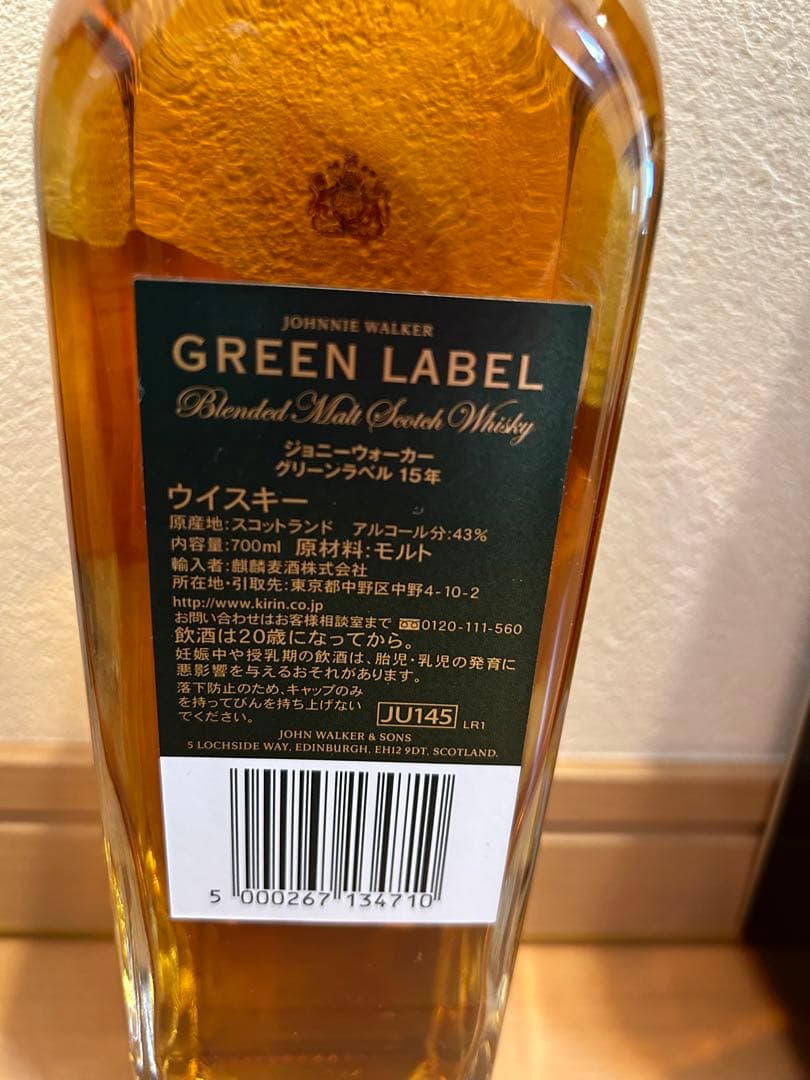 JOHNNIE WALKER
GREEN LABEL
Blended Malt Scotch Whisky
ジョニーウォーカー
グリーンラベル 15年
ウイスキー
原産地:スコットランド アルコール分:43%
内容量:700ml 原材料:モルト
輸入者:麒麟麦酒株式会社
所在地・引取先:東京都中野区中野4-10-2
http://www.kirin.co.jp
お問い合わせはお客様相談室まで 0120-111-560
飲酒は20歳になってから。
妊娠中や授乳期の飲酒は、胎児・乳児の発育に
悪影響を与えるおそれがあります。
落下防止のため、キャップのみ
を持ってびんを持ち上げない
でください。
JU145 LR1
JOHN WALKER & SONS
5 LOCHSIDE WAY, EDINBURGH, EH12 9DT, SCOTLAND.
5 000267 134710